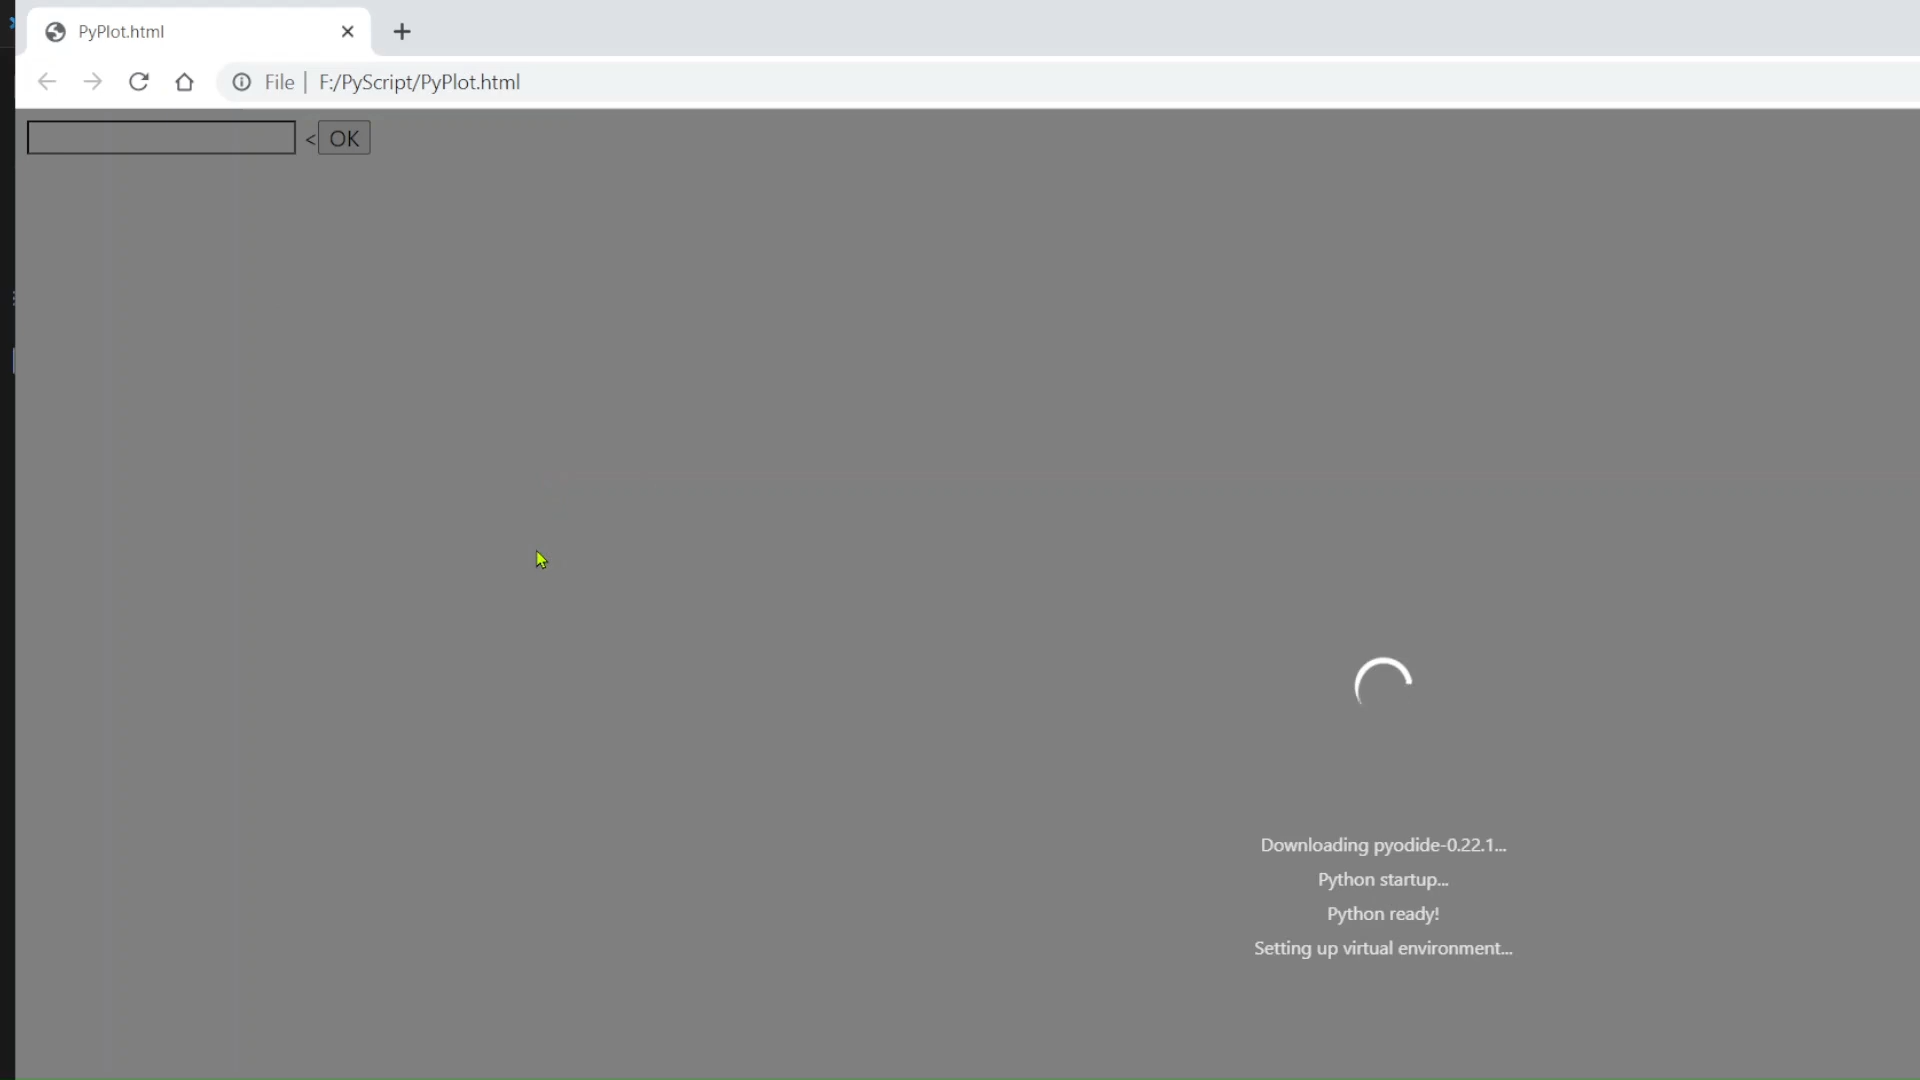 PyPlot.html
File | F:/PyScript/PyPlot.html
< OK
Downloading pyodide-0.22.1...
Python startup...
Python ready!
Setting up virtual environment...